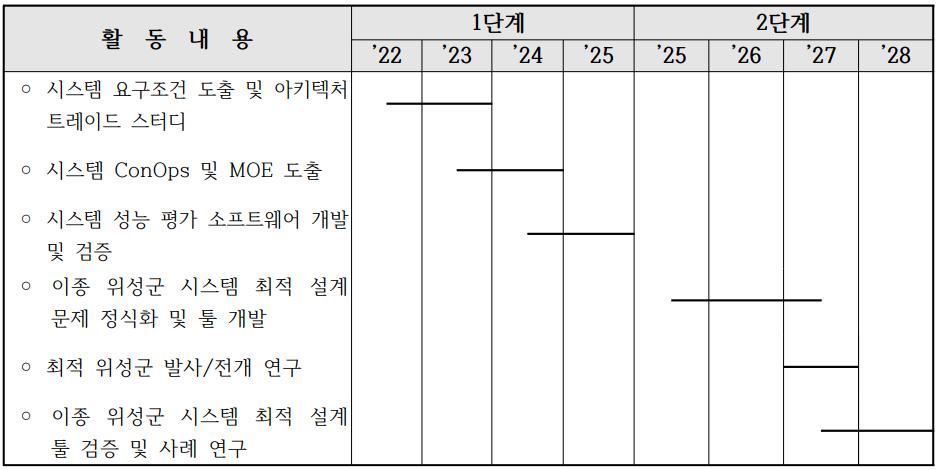 활 동 내 용
1단계 2단계
'22 '23 '24 '25 '25 '26 '27 '28
○ 시스템 요구조건 도출 및 아키텍처
트레이드 스터디
○ 시스템 ConOps 및 MOE 도출
○ 시스템 성능 평가 소프트웨어 개발
및 검증
○ 이종 위성군 시스템 최적 설계
문제 정식화 및 툴 개발
○ 최적 위성군 발사/전개 연구
○ 이종 위성군 시스템 최적 설계
툴 검증 및 사례 연구